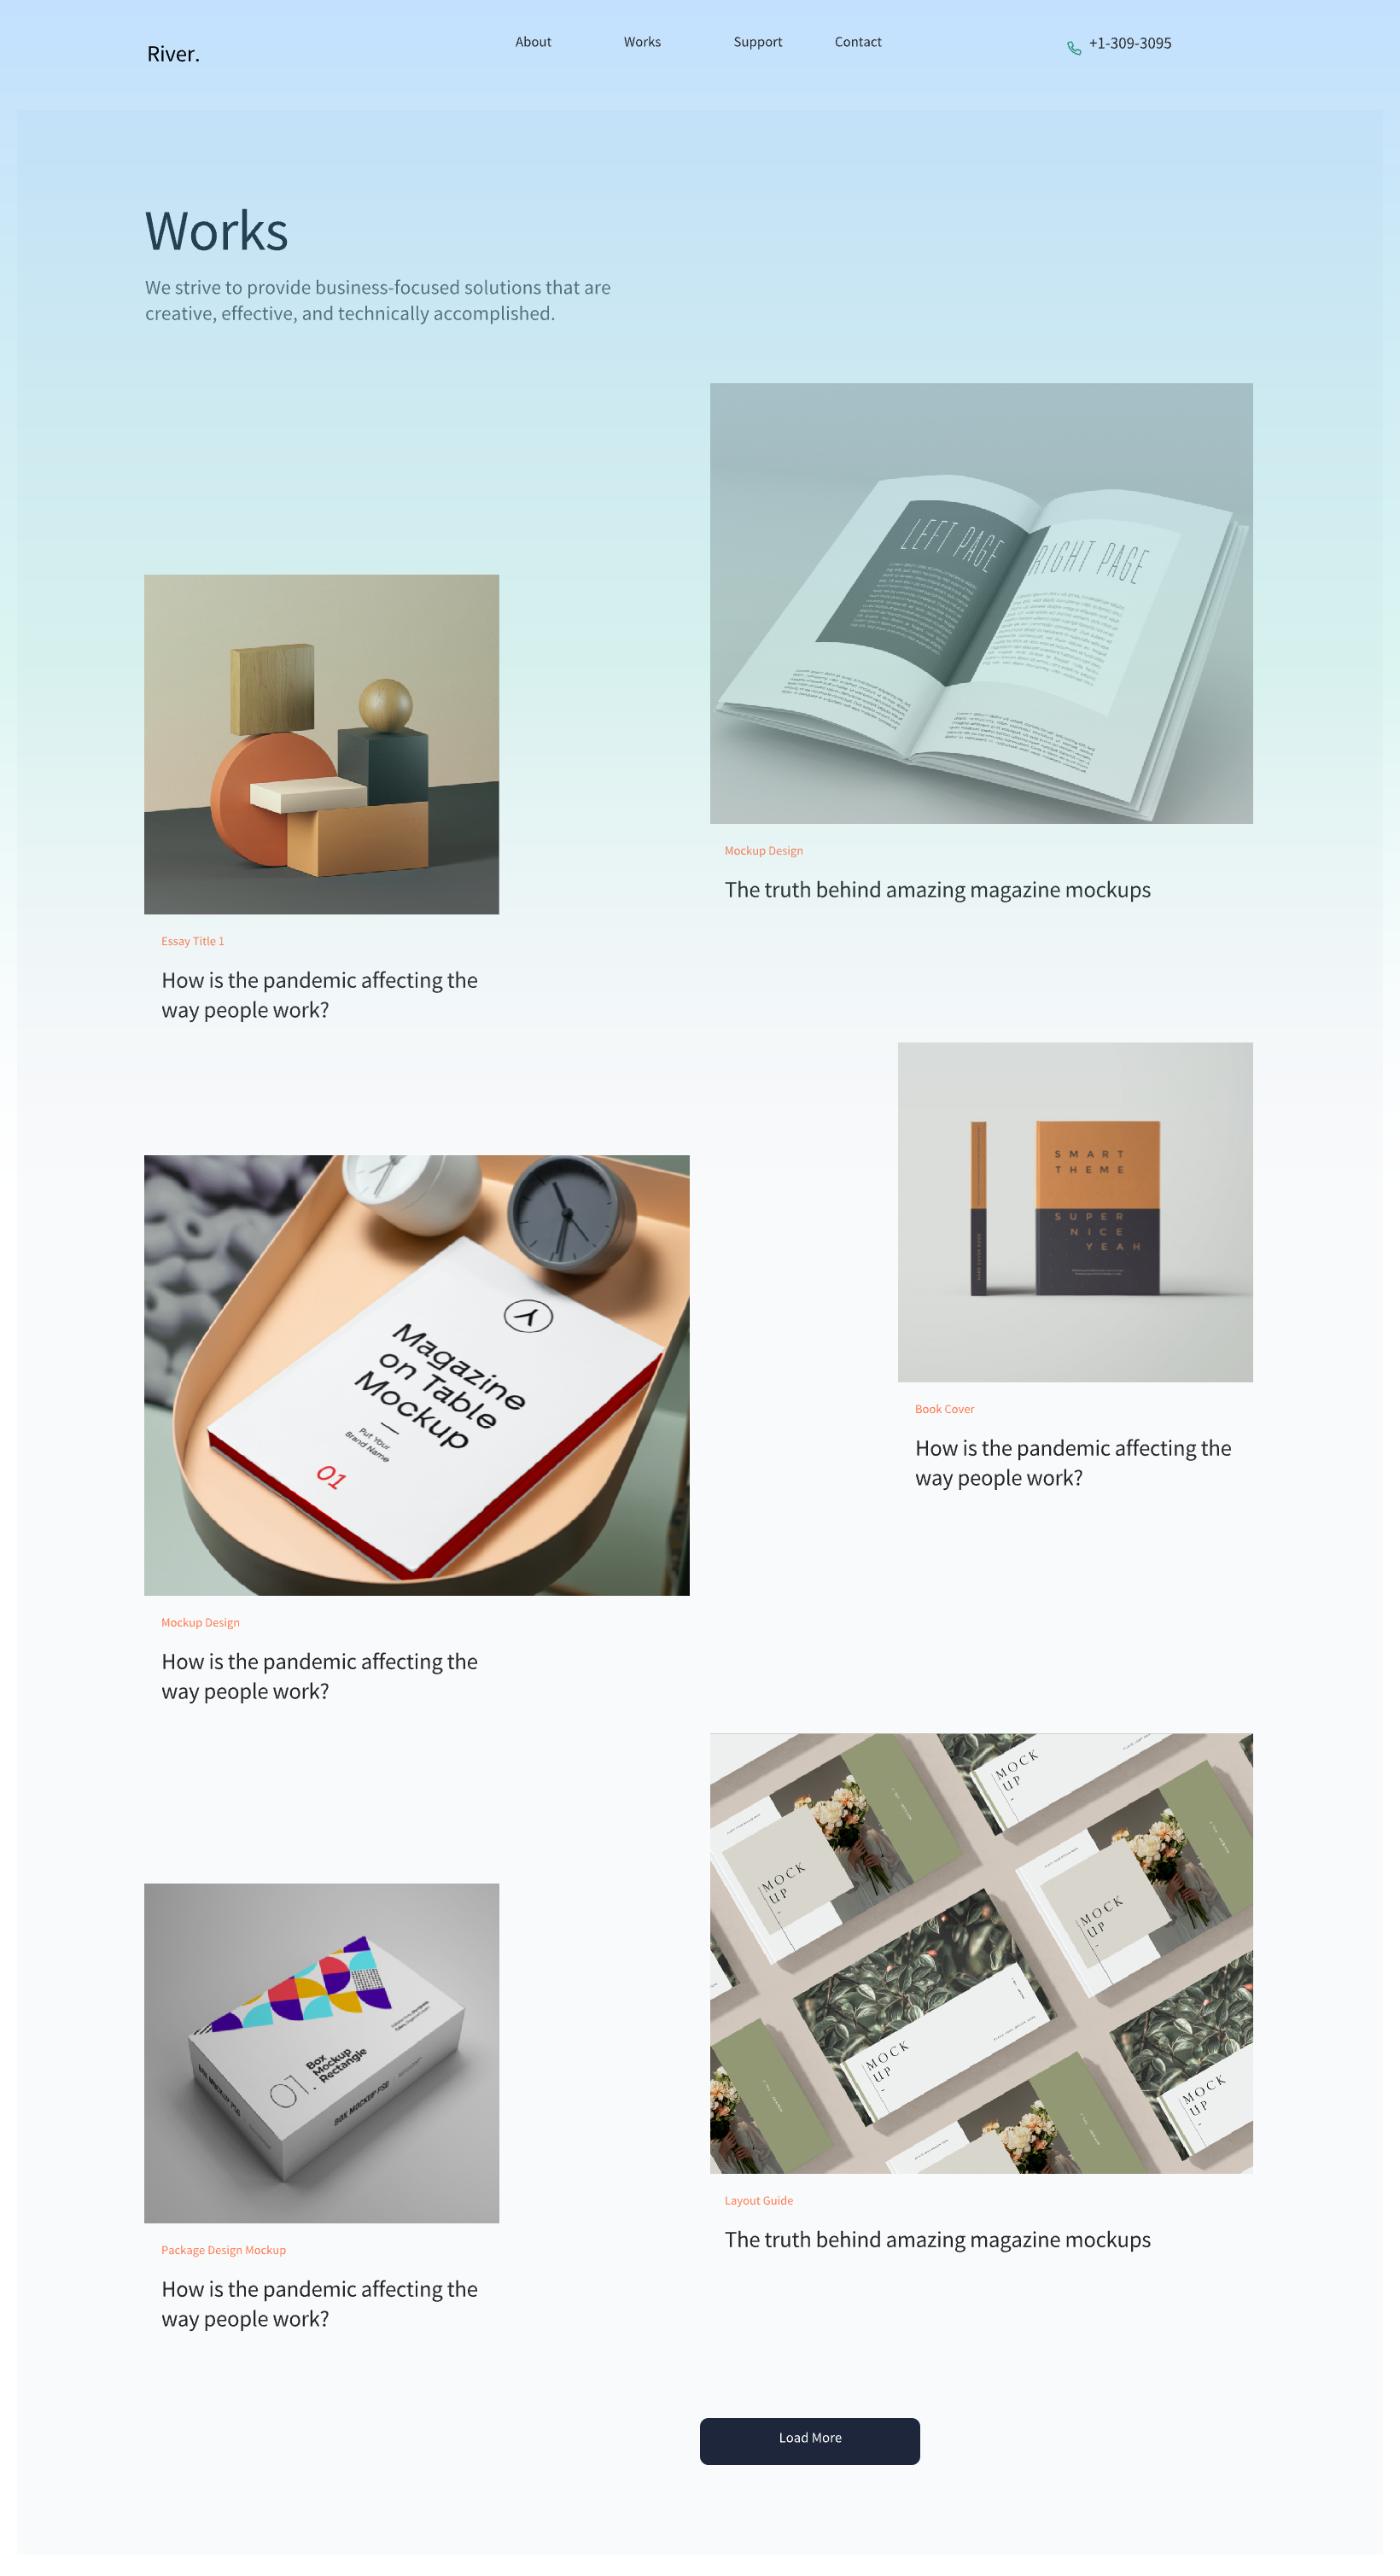 River.
About
Works
Support
Contact
+1-309-3095
Works
We strive to provide business-focused solutions that are
creative, effective, and technically accomplished.
LEFT PAGE
RIGHT PAGE
Mockup Design
The truth behind amazing magazine mockups
Essay Title 1
How is the pandemic affecting the
way people work?
SMART
THEME
SUPER
NICE
YEAH
Book Cover
How is the pandemic affecting the
way people work?
Magazine
on Table
Mockup
Put Your
Brand Name
01
Mockup Design
How is the pandemic affecting the
way people work?
MOCK
UP
MOCK
UP
MOCK
UP
MOCK
UP
MOCK
UP
Layout Guide
The truth behind amazing magazine mockups
01.
Box
Mockup
Rectangle
BOX MOCKUP PSD
BOX MOCKUP PSD
Package Design Mockup
How is the pandemic affecting the
way people work?
Load More